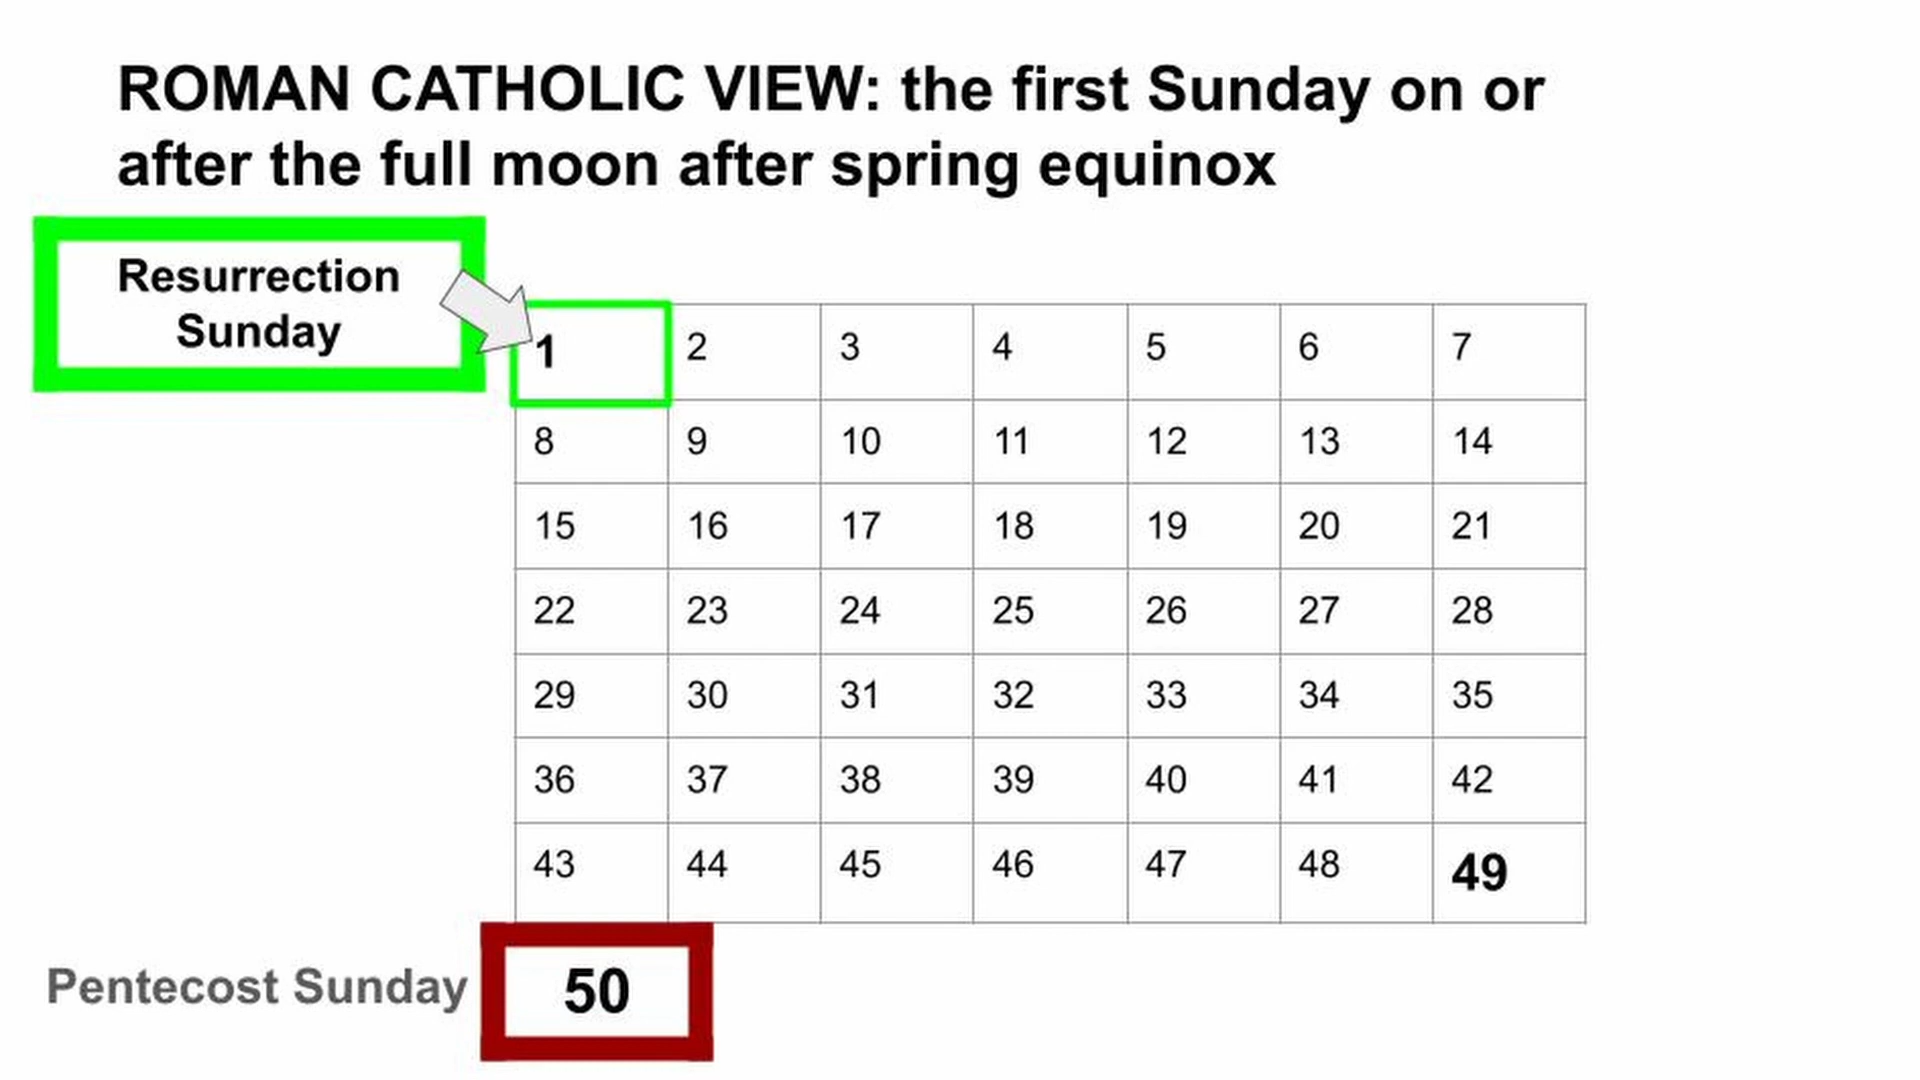 ROMAN CATHOLIC VIEW: the first Sunday on or
after the full moon after spring equinox
Resurrection
Sunday
1 2 3 4 5 6 7
8 9 10 11 12 13 14
15 16 17 18 19 20 21
22 23 24 25 26 27 28
29 30 31 32 33 34 35
36 37 38 39 40 41 42
43 44 45 46 47 48 49
Pentecost Sunday 50